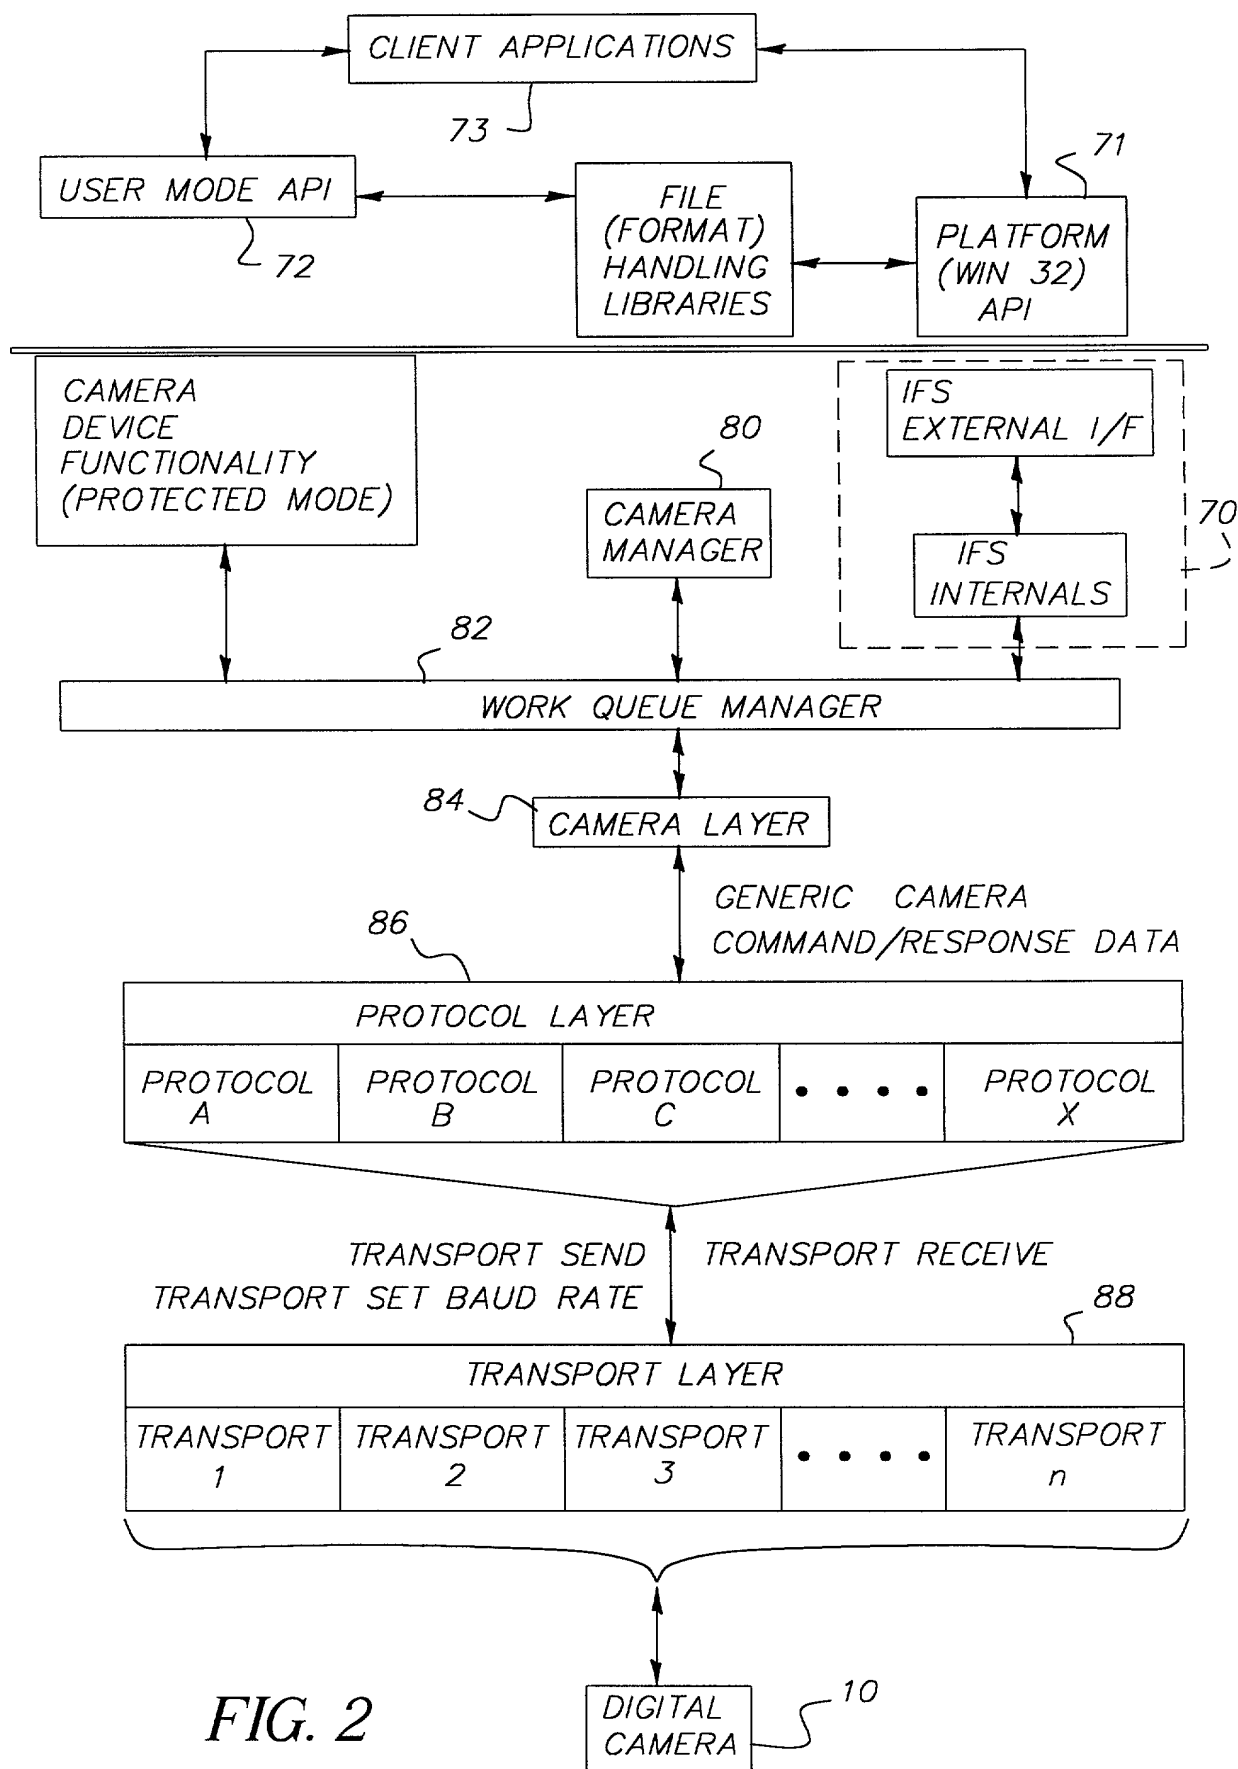 CLIENT APPLICATIONS
73
71
USER MODE API
72
FILE
(FORMAT)
HANDLING
LIBRARIES
PLATFORM
(WIN 32)
API
CAMERA
DEVICE
FUNCTIONALITY
(PROTECTED MODE)
80
CAMERA
MANAGER
IFS
EXTERNAL I/F
70
IFS
INTERNALS
82
WORK QUEUE MANAGER
84
CAMERA LAYER
GENERIC CAMERA
COMMAND/RESPONSE DATA
86
PROTOCOL LAYER
PROTOCOL
A
PROTOCOL
B
PROTOCOL
C
• • • •
PROTOCOL
X
TRANSPORT SEND
TRANSPORT SET BAUD RATE
TRANSPORT RECEIVE
88
TRANSPORT LAYER
TRANSPORT
1
TRANSPORT
2
TRANSPORT
3
• • • •
TRANSPORT
n
10
DIGITAL
CAMERA
FIG. 2